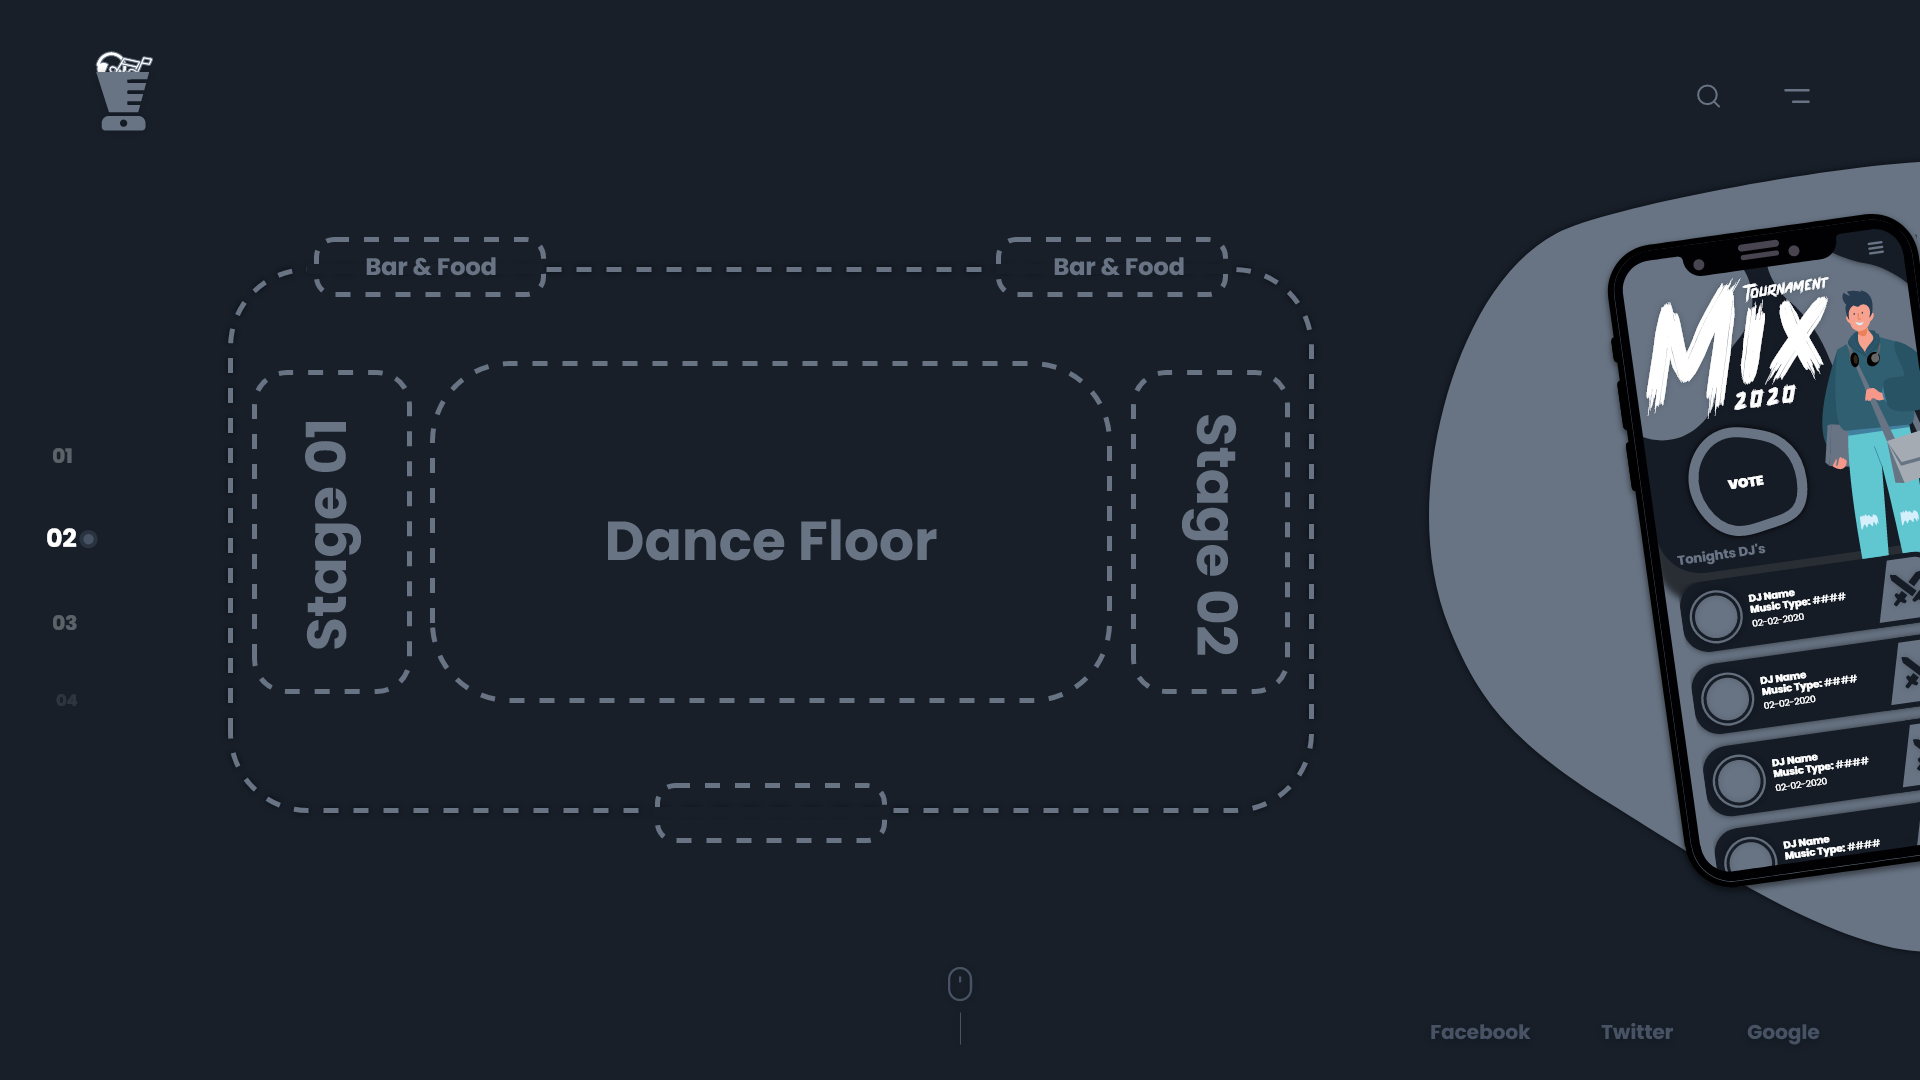 Bar & Food
Bar & Food
01
02
03
04
Stage 01
Dance Floor
Stage 02
TOURNAMENT
MIX
2020
VOTE
Tonights DJ's
DJ Name
Music Type: ####
02-02-2020
DJ Name
Music Type: ####
02-02-2020
DJ Name
Music Type: ####
02-02-2020
DJ Name
Music Type: ####
Facebook
Twitter
Google